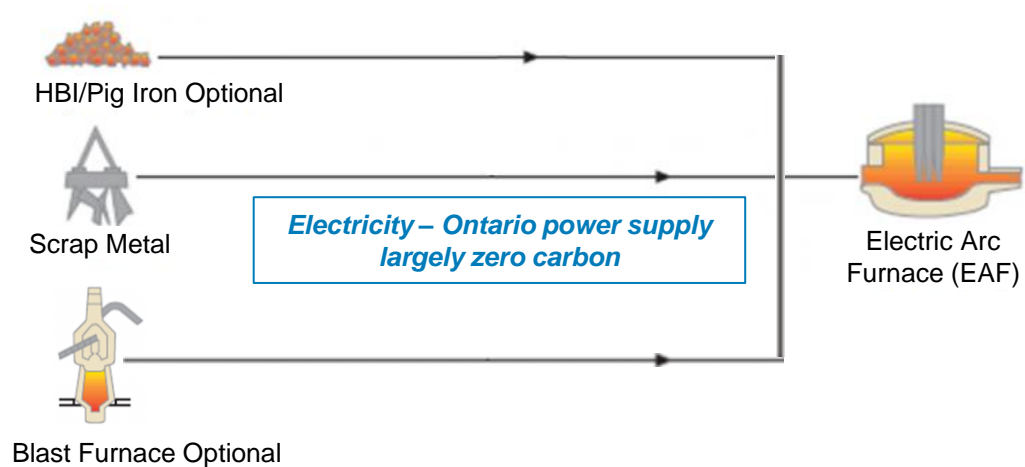 HBI/Pig Iron Optional
Scrap Metal
Electricity – Ontario power supply
largely zero carbon
Electric Arc
Furnace (EAF)
Blast Furnace Optional